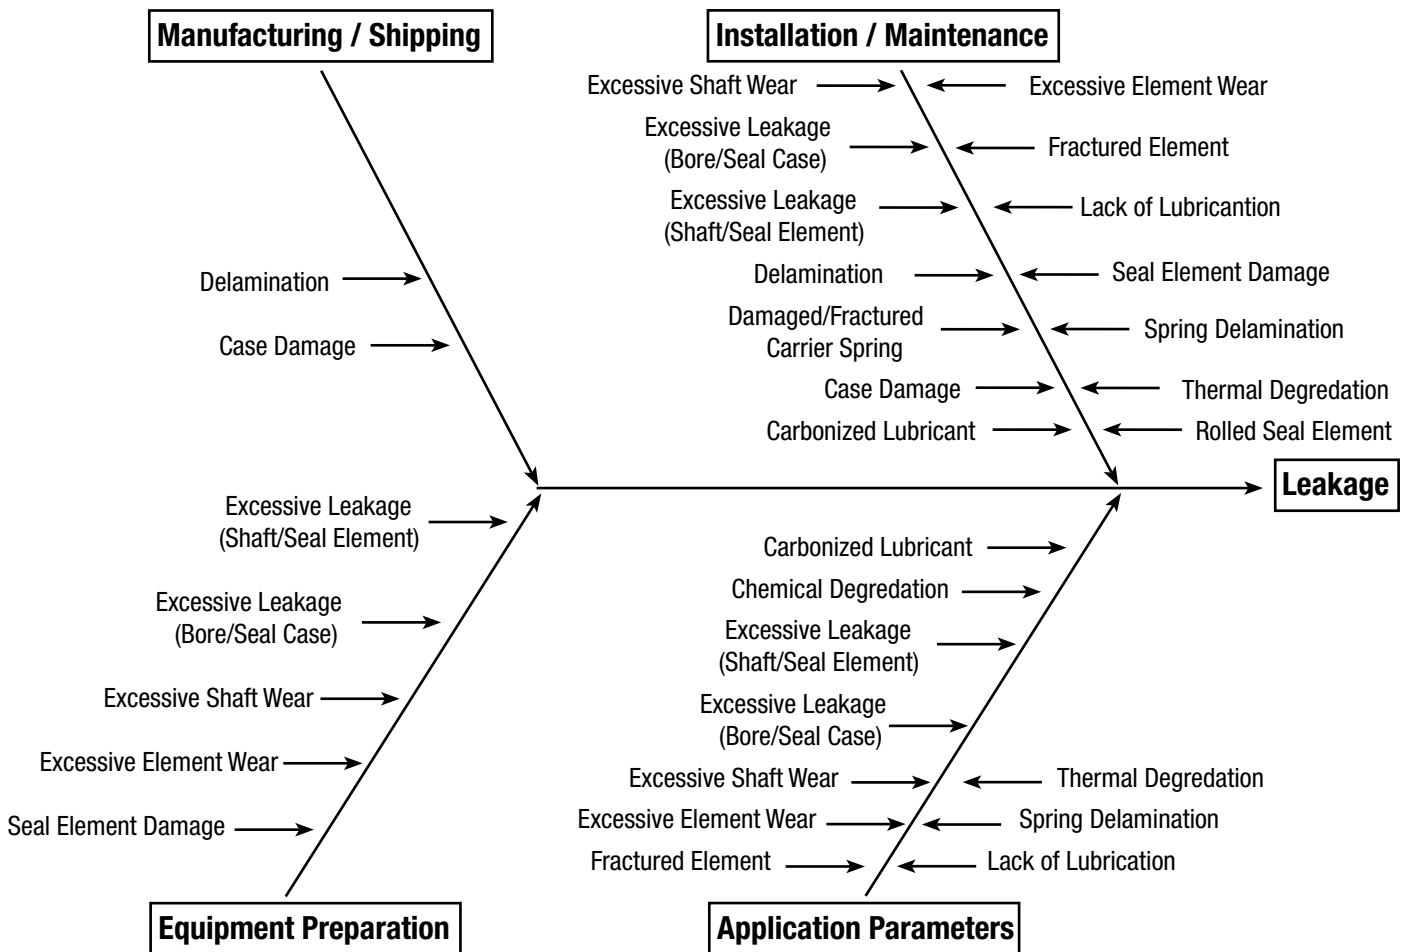 Manufacturing / Shipping
Delamination
Case Damage
Installation / Maintenance
Excessive Shaft Wear
Excessive Leakage
(Bore/Seal Case)
Excessive Leakage
(Shaft/Seal Element)
Delamination
Damaged/Fractured
Carrier Spring
Case Damage
Carbonized Lubricant
Excessive Element Wear
Fractured Element
Lack of Lubricantion
Seal Element Damage
Spring Delamination
Thermal Degredation
Rolled Seal Element
Leakage
Excessive Leakage
(Shaft/Seal Element)
Excessive Leakage
(Bore/Seal Case)
Excessive Shaft Wear
Excessive Element Wear
Seal Element Damage
Equipment Preparation
Carbonized Lubricant
Chemical Degredation
Excessive Leakage
(Shaft/Seal Element)
Excessive Leakage
(Bore/Seal Case)
Excessive Shaft Wear
Excessive Element Wear
Fractured Element
Thermal Degredation
Spring Delamination
Lack of Lubrication
Application Parameters